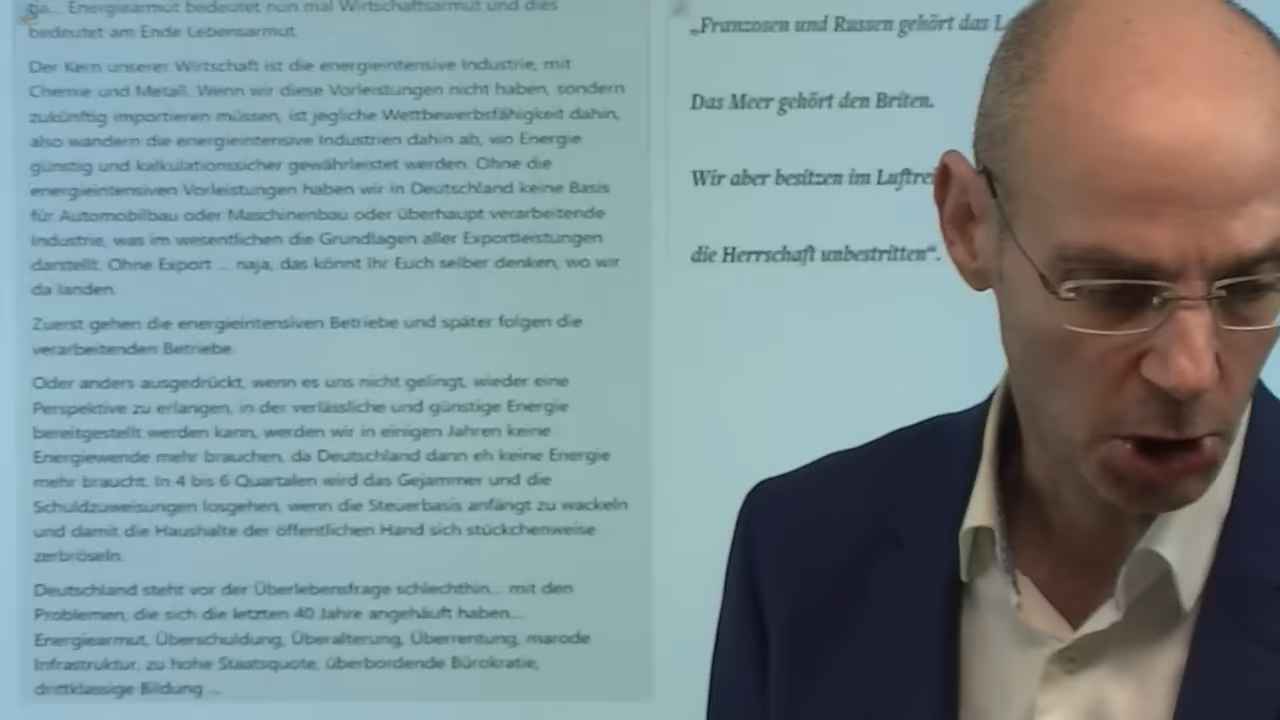 ja... Energiearmut bedeutet nun mal Wirtschaftsarmut und dies
bedeutet am Ende Lebensarmut.
Der Kern unserer Wirtschaft ist die energieintensive Industrie, mit
Chemie und Metall. Wenn wir diese Vorleistungen nicht haben, sondern
zukünftig importieren müssen, ist jegliche Wettbewerbsfähigkeit dahin,
also wandern die energieintensive Industrien dahin ab, wo Energie
günstig und kalkulationssicher gewährleistet werden. Ohne die
energieintensiven Vorleistungen haben wir in Deutschland keine Basis
für Automobilbau oder Maschinenbau oder überhaupt verarbeitende
Industrie, was im wesentlichen die Grundlagen aller Exportleistungen
darstellt. Ohne Export ... naja, das könnt Ihr Euch selber denken, wo wir
da landen.
Zuerst gehen die energieintensiven Betriebe und später folgen die
verarbeitenden Betriebe.
Oder anders ausgedrückt, wenn es uns nicht gelingt, wieder eine
Perspektive zu erlangen, in der verlässliche und günstige Energie
bereitgestellt werden kann, werden wir in einigen Jahren keine
Energiewende mehr brauchen, da Deutschland dann eh keine Energie
mehr braucht. In 4 bis 6 Quartalen wird das Gejammer und die
Schuldzuweisungen losgehen, wenn die Steuerbasis anfängt zu wackeln
und damit die Haushalte der öffentlichen Hand sich stückchenweise
zerbröseln.
Deutschland steht vor der Überlebensfrage schlechthin... mit den
Problemen, die sich die letzten 40 Jahre angehäuft haben...
Energiearmut, Überschuldung, Überalterung, Überrentung, marode
Infrastruktur, zu hohe Staatsquote, überbordende Bürokratie,
drittklassige Bildung ...
„Franzosen und Russen gehört das
Das Meer gehört den Briten.
Wir aber besitzen im
die Herrschaft unbestritten“.